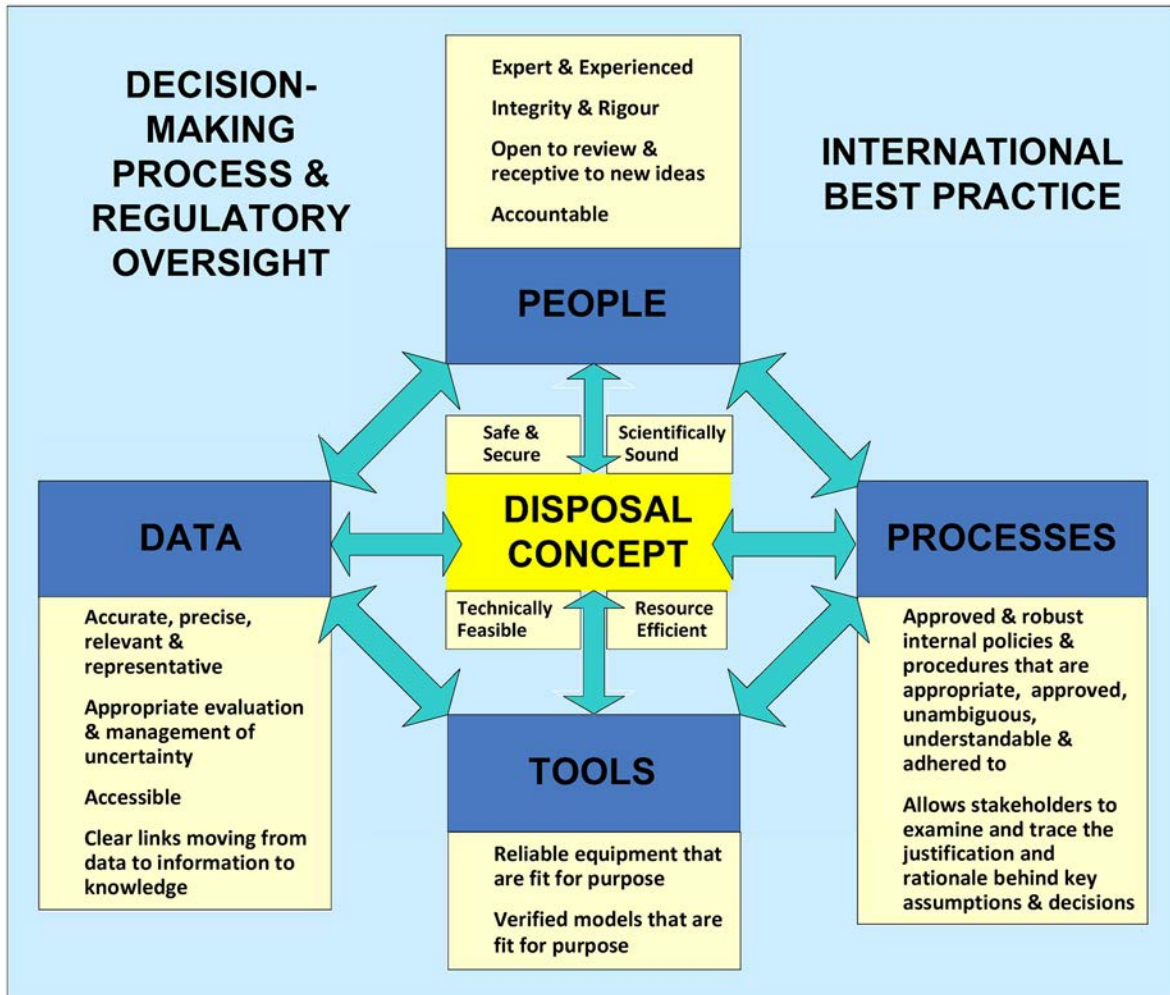 DECISION-
MAKING
PROCESS &
REGULATORY
OVERSIGHT
Expert & Experienced
Integrity & Rigour
Open to review &
receptive to new ideas
Accountable
PEOPLE
INTERNATIONAL
BEST PRACTICE
Safe &
Secure
Scientifically
Sound
DISPOSAL
CONCEPT
Technically
Feasible
Resource
Efficient
DATA
Accurate, precise,
relevant &
representative
Appropriate evaluation
& management of
uncertainty
Accessible
Clear links moving from
data to information to
knowledge
TOOLS
Reliable equipment that
are fit for purpose
Verified models that are
fit for purpose
PROCESSES
Approved & robust
internal policies &
procedures that are
appropriate, approved,
unambiguous,
understandable &
adhered to
Allows stakeholders to
examine and trace the
justification and
rationale behind key
assumptions & decisions